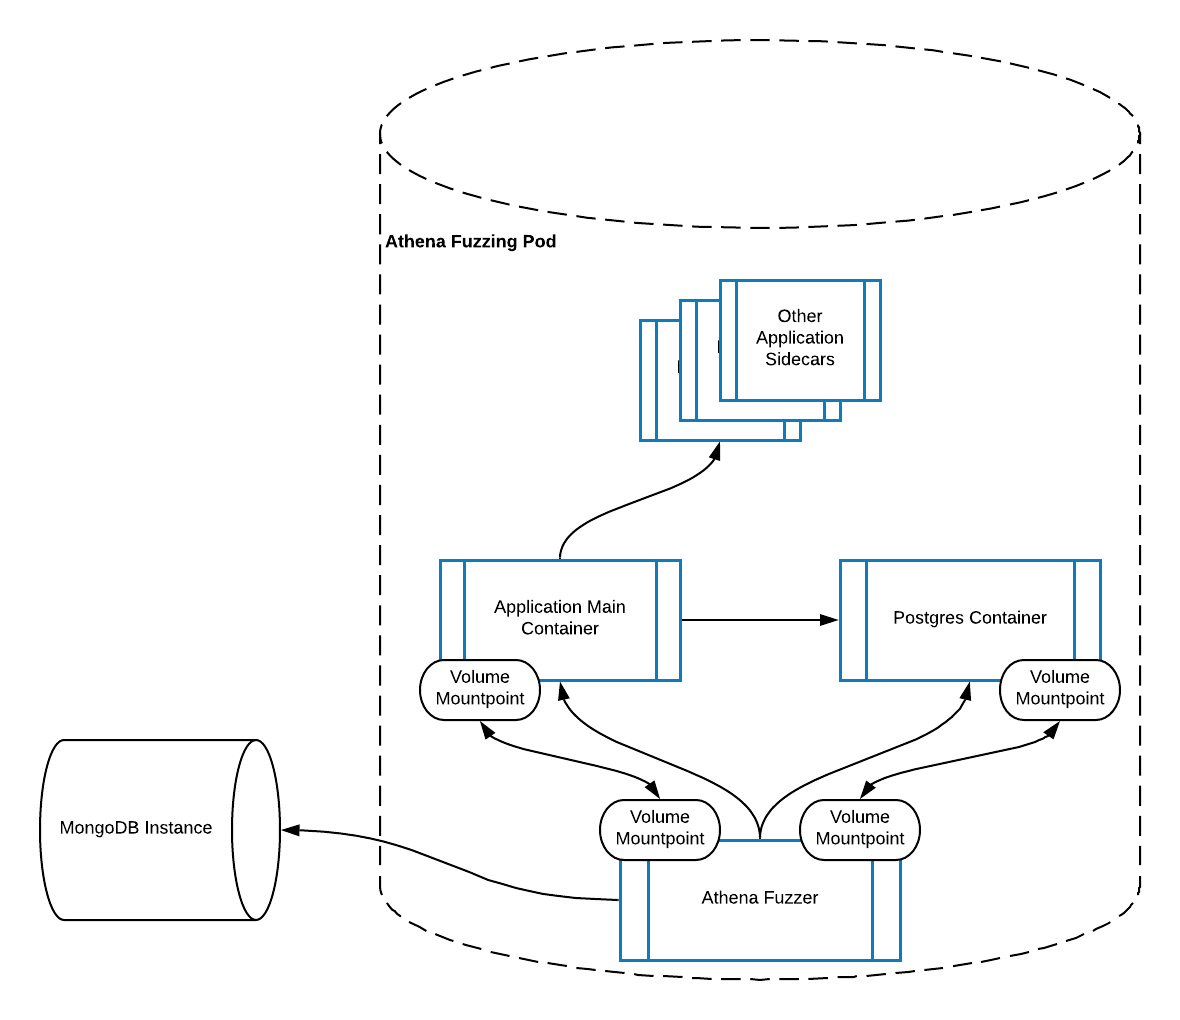 Athena Fuzzing Pod
Other
Application
Sidecars
Application Main
Container
Postgres Container
Volume
Mountpoint
Volume
Mountpoint
MongoDB Instance
Volume
Mountpoint
Volume
Mountpoint
Athena Fuzzer